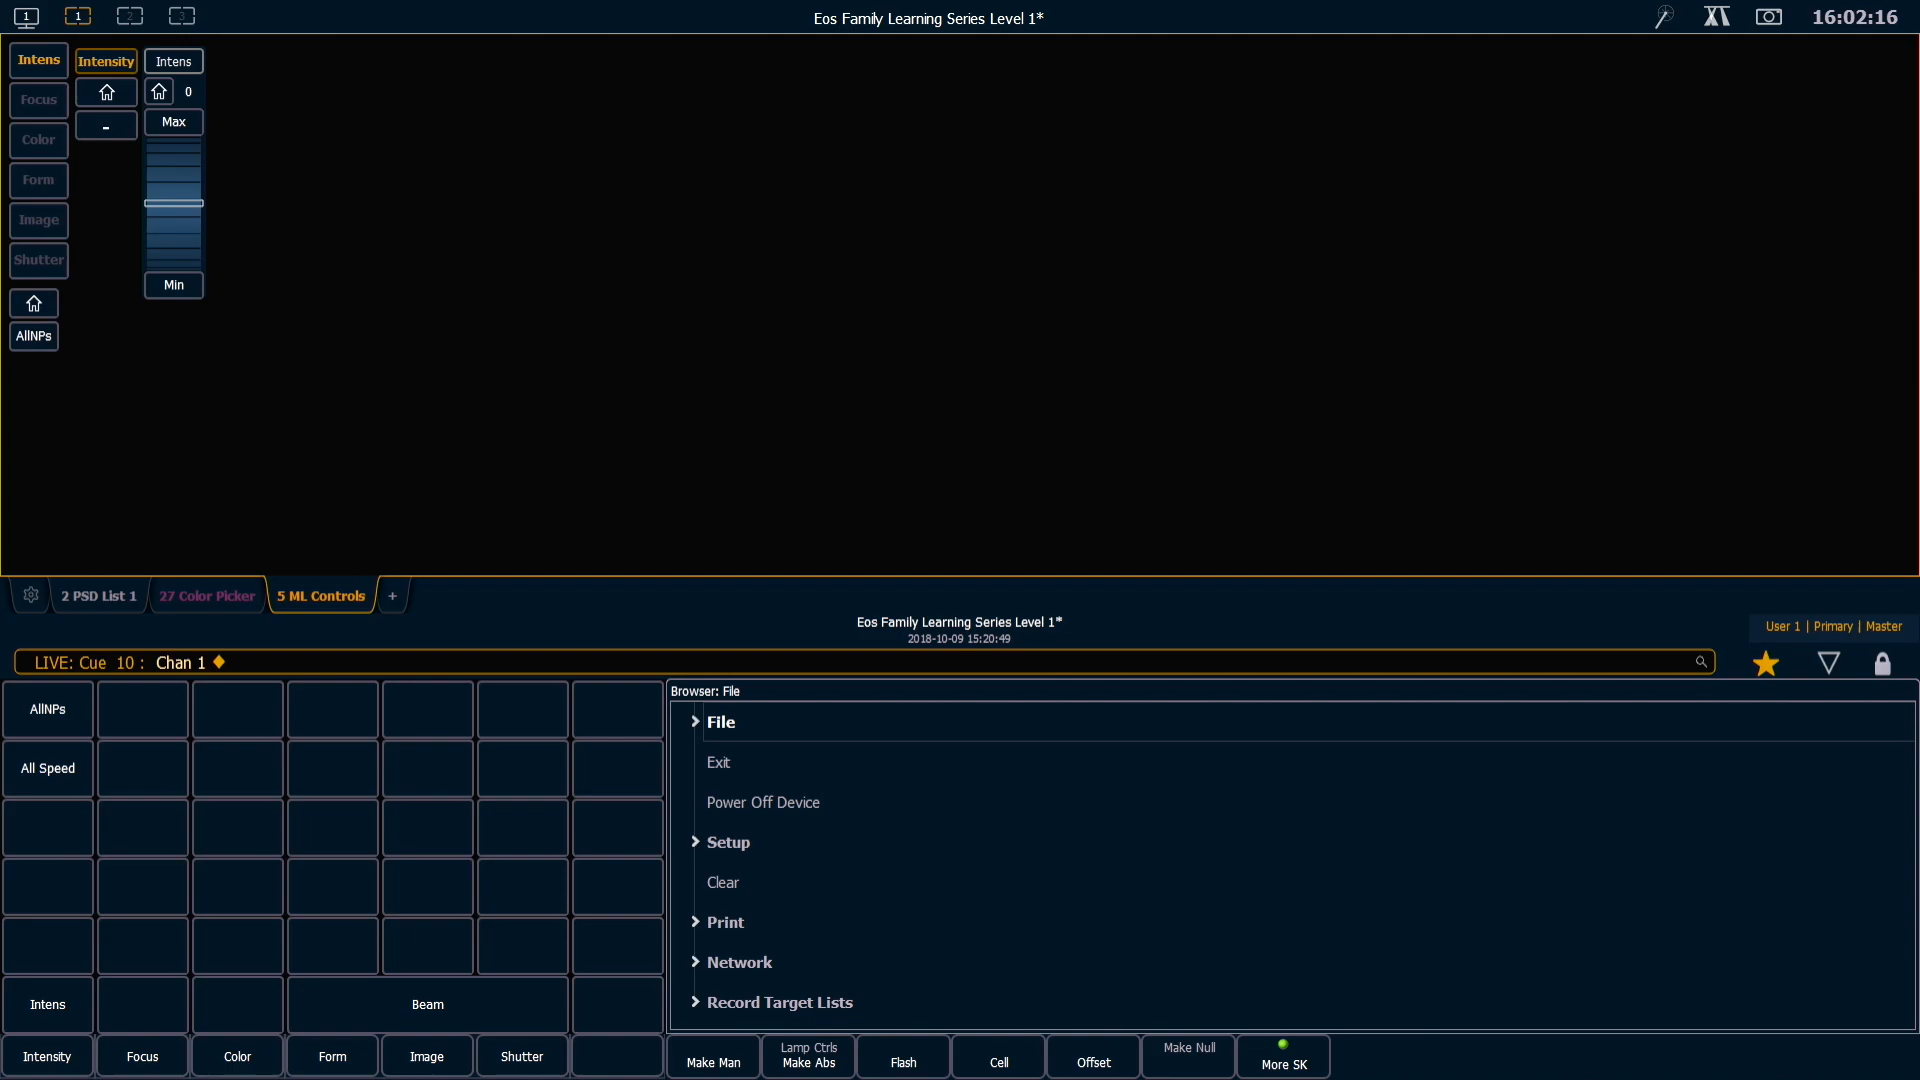 1
1
2
3
Eos Family Learning Series Level 1*
16:02:16
Intens
Intensity
Intens
0
Focus
Max
-
Color
Form
Image
Shutter
Min
AllNPs
2 PSD List 1
27 Color Picker
5 ML Controls
+
Eos Family Learning Series Level 1*
2018-10-09 15:20:49
User 1 | Primary | Master
LIVE: Cue 10 : Chan 1
AllNPs
All Speed
Intens
Beam
Intensity
Focus
Color
Form
Image
Shutter
Browser: File
File
Exit
Power Off Device
Setup
Clear
Print
Network
Record Target Lists
Make Man
Lamp Ctrls
Make Abs
Flash
Cell
Offset
Make Null
More SK